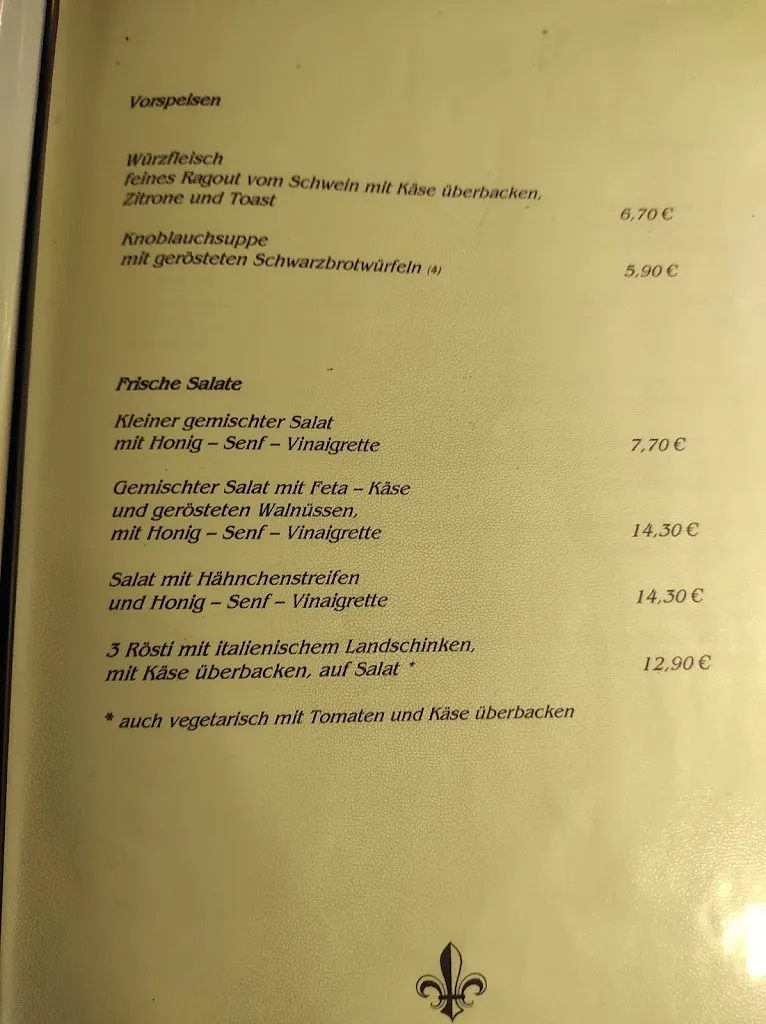 Vorspeisen
Würzfleisch
feines Ragout vom Schwein mit Käse überbacken,
Zitrone und Toast
6,70 €
Knoblauchsuppe
mit gerösteten Schwarzbrotwürfeln (4)
5,90 €
Frische Salate
Kleiner gemischter Salat
mit Honig – Senf – Vinaigrette 7,70 €
Gemischter Salat mit Feta – Käse
und gerösteten Walnüssen,
mit Honig – Senf – Vinaigrette 14,30 €
Salat mit Hähnchenstreifen
und Honig – Senf – Vinaigrette 14,30 €
3 Rösti mit italienischem Landschinken,
mit Käse überbacken, auf Salat * 12,90 €
* auch vegetarisch mit Tomaten und Käse überbacken